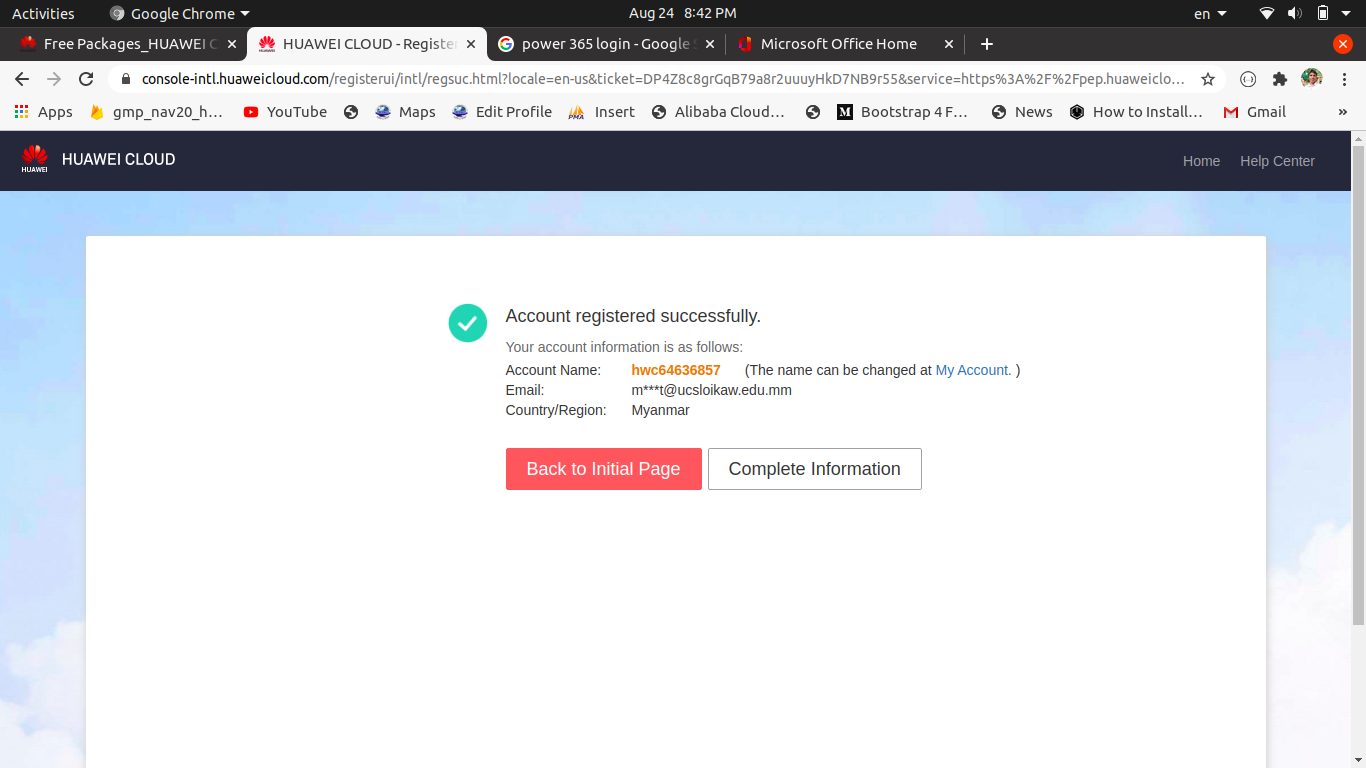 Activities Google Chrome Aug 24 8:42 PM en
Free Packages_HUAWEI C HUAWEI CLOUD - Register power 365 login - Google S Microsoft Office Home
console-intl.huaweicloud.com/registerui/intl/regsuc.html?locale=en-us&ticket=DP4Z8c8grGqB79a8r2uuuyHkD7NB9r55&service=https%3A%2F%2Fpep.huaweiclo...
Apps gmp_nav20_h... YouTube Maps Edit Profile PMA Insert Alibaba Cloud... M Bootstrap 4 F... News How to Install... Gmail »
HUAWEI HUAWEI CLOUD Home Help Center
Account registered successfully.
Your account information is as follows:
Account Name: hwc64636857 (The name can be changed at My Account. )
Email: m***t@ucsloikaw.edu.mm
Country/Region: Myanmar
Back to Initial Page Complete Information